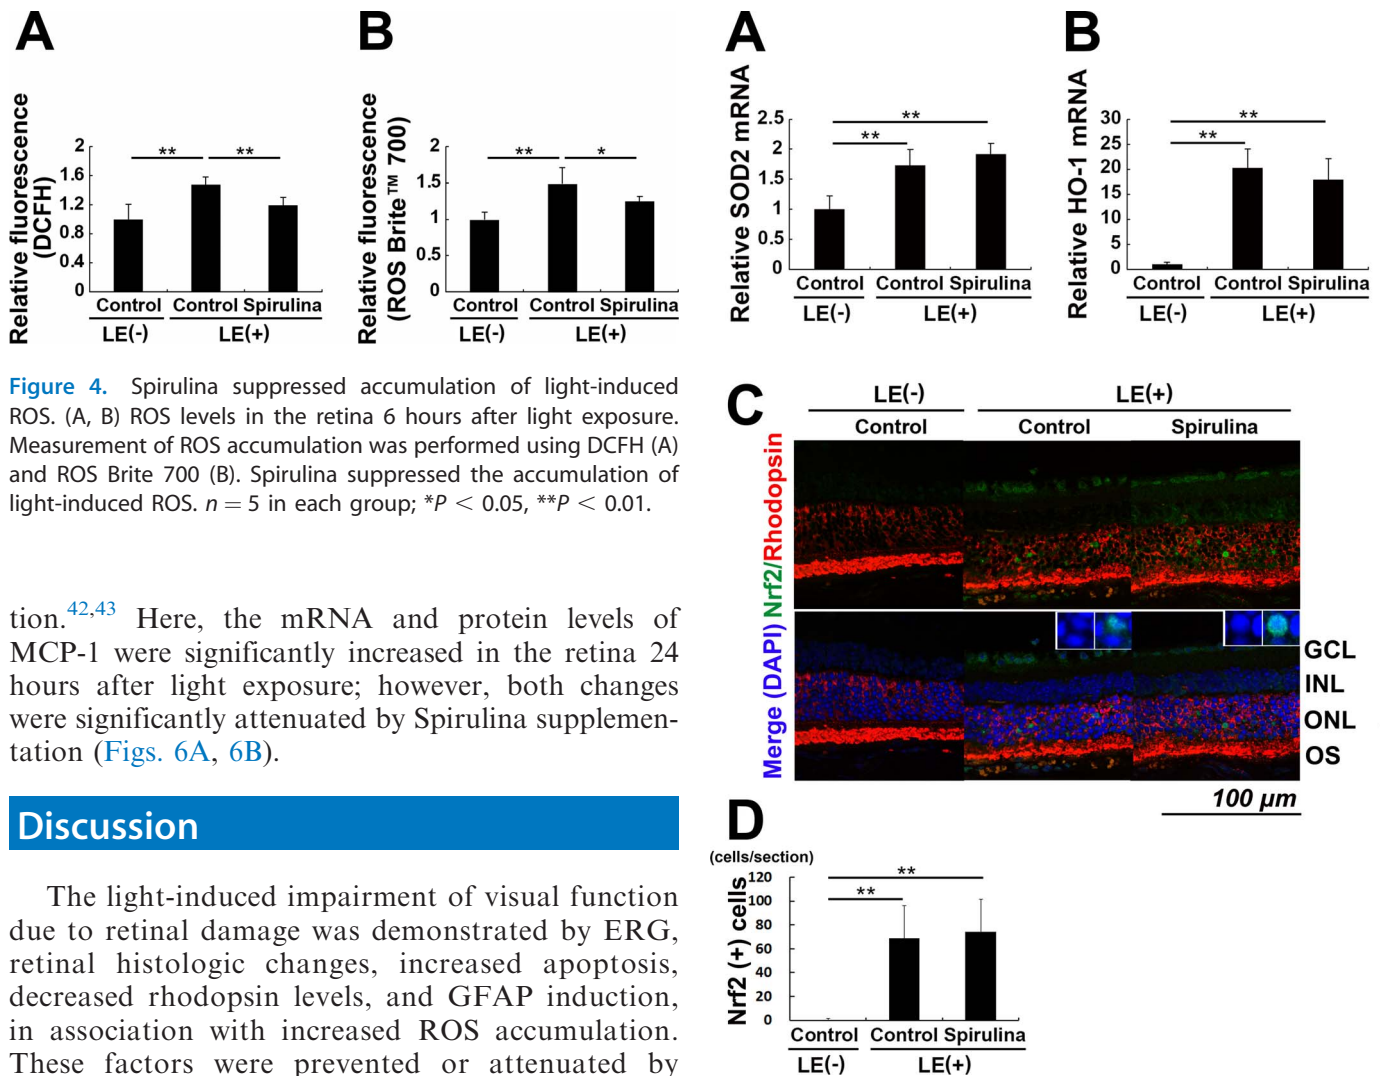 A
B
Relative fluorescence
(DCFH)
2
1.6
1.2
0.8
0.4
0
**
**
Control
Control Spirulina
LE(-)
LE(+)
Relative fluorescence
(ROS Brite™ 700)
2
1.5
1
0.5
0
**
*
Control
Control Spirulina
LE(-)
LE(+)
Figure 4. Spirulina suppressed accumulation of light-induced
ROS. (A, B) ROS levels in the retina 6 hours after light exposure.
Measurement of ROS accumulation was performed using DCFH (A)
and ROS Brite 700 (B). Spirulina suppressed the accumulation of
light-induced ROS. n = 5 in each group; *P < 0.05, **P < 0.01.
tion.42,43 Here, the mRNA and protein levels of
MCP-1 were significantly increased in the retina 24
hours after light exposure; however, both changes
were significantly attenuated by Spirulina supplemen-
tation (Figs. 6A, 6B).
Discussion
The light-induced impairment of visual function
due to retinal damage was demonstrated by ERG,
retinal histologic changes, increased apoptosis,
decreased rhodopsin levels, and GFAP induction,
in association with increased ROS accumulation.
These factors were prevented or attenuated by
A
B
Relative SOD2 mRNA
2.5
2
1.5
1
0.5
0
**
**
Control
Control Spirulina
LE(-)
LE(+)
Relative HO-1 mRNA
30
25
20
15
10
5
0
**
**
Control
Control Spirulina
LE(-)
LE(+)
C
LE(-)
LE(+)
Control
Control
Spirulina
Nrf2/Rhodopsin
Merge (DAPI)
GCL
INL
ONL
OS
100 µm
D
(cells/section)
Nrf2 (+) cells
120
100
80
60
40
20
0
**
**
Control
Control Spirulina
LE(-)
LE(+)